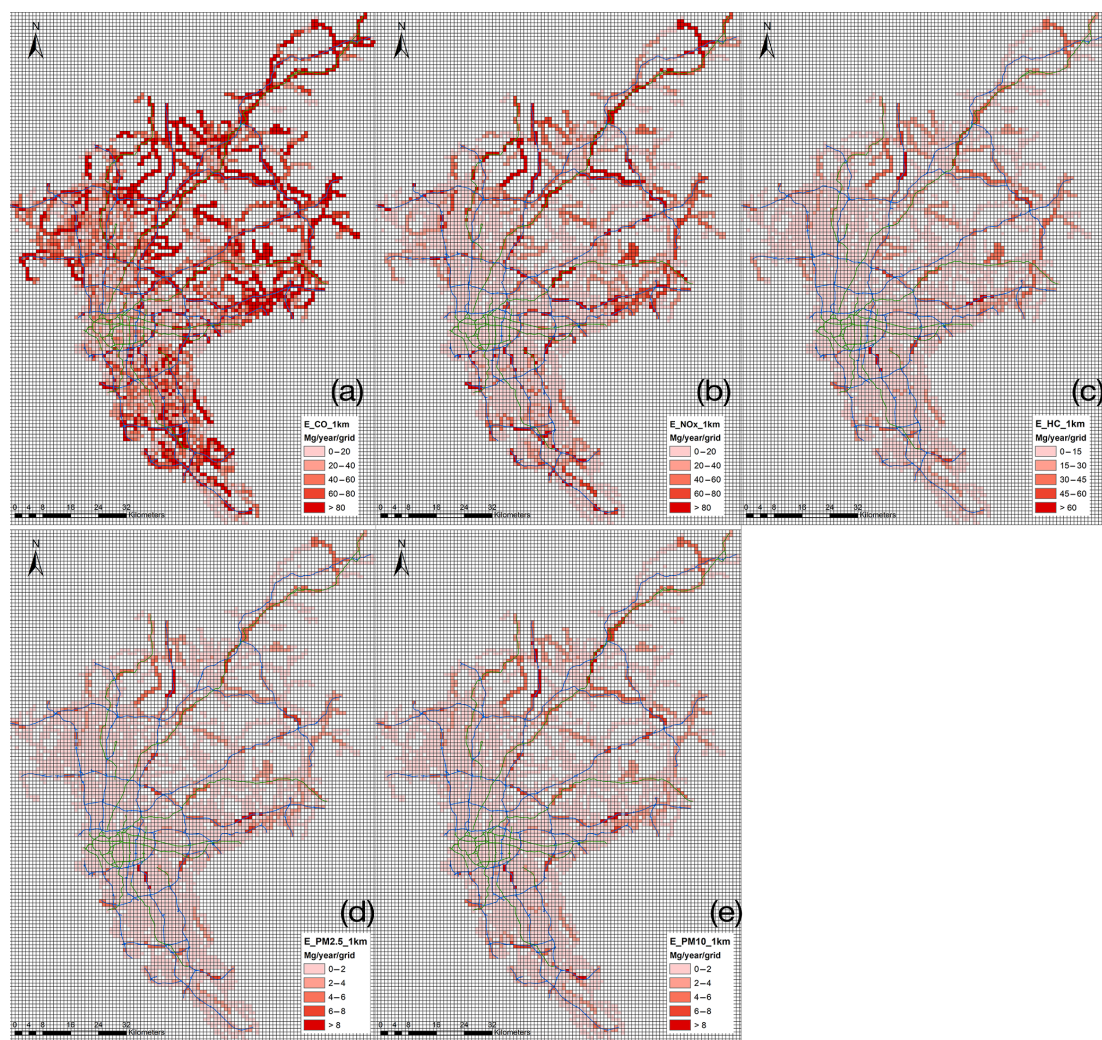 N
N
N
(a)
(b)
(c)
E_CO_1km
Mg/year/grid
0–20
20–40
40–60
60–80
> 80
0 4 8 16 24 32
Kilometers
E_NOx_1km
Mg/year/grid
0–20
20–40
40–60
60–80
> 80
0 4 8 16 24 32
Kilometers
E_HC_1km
Mg/year/grid
0–15
15–30
30–45
45–60
> 60
0 4 8 16 24 32
Kilometers
N
N
(d)
(e)
E_PM2.5_1km
Mg/year/grid
0–2
2–4
4–6
6–8
> 8
0 4 8 16 24 32
Kilometers
E_PM10_1km
Mg/year/grid
0–2
2–4
4–6
6–8
> 8
0 4 8 16 24 32
Kilometers